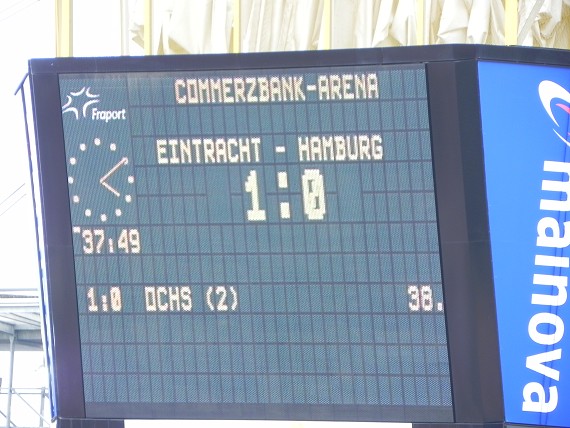 COMMERZBANK-ARENA
Fraport
EINTRACHT - HAMBURG
1:0
37:49
1:0 OCHS (2) 38.
mainova